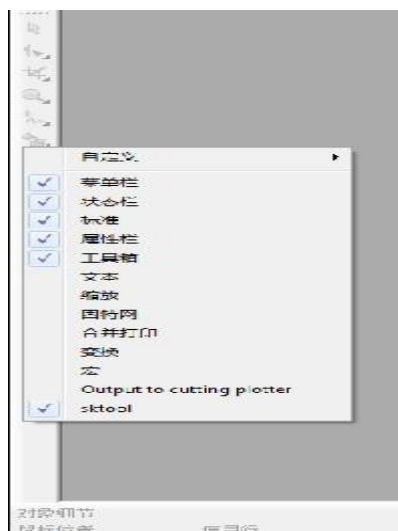 自定义
菜单栏
状态栏
标准
属性栏
工具箱
文本
缩放
因特网
合并打印
变换
宏
Output to cutting plotter
sktool
对象细节